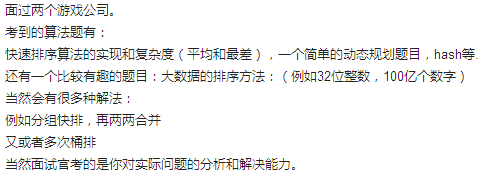 面过两个游戏公司。
考到的算法题有：
快速排序算法的实现和复杂度（平均和最差），一个简单的动态规划题目，hash等.
还有一个比较有趣的题目：大数据的排序方法：（例如32位整数，100亿个数字）
当然会有很多种解法：
例如分组快排，再两两合并
又或者多次桶排
当然面试官考的是你对实际问题的分析和解决能力。